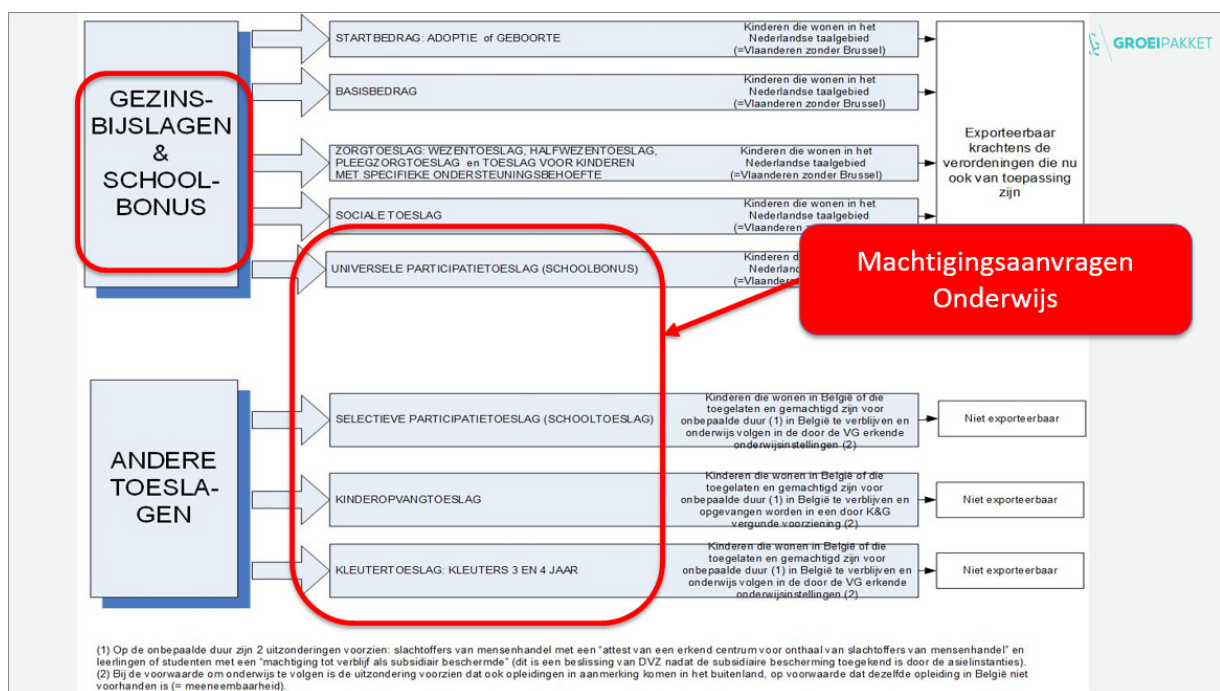 GROEIPAKKET
GEZINS-
BIJSLAGEN
&
SCHOOL-
BONUS
STARTBEDRAG: ADOPTIE of GEBOORTE
Kinderen die wonen in het
Nederlandse taalgebied
(=Vlaanderen zonder Brussel)
BASISBEDRAG
Kinderen die wonen in het
Nederlandse taalgebied
(=Vlaanderen zonder Brussel)
ZORGTOESLAG: WEZENTOESLAG, HALFWEZENTOESLAG,
PLEEGZORGTOESLAG en TOESLAG VOOR KINDEREN
MET SPECIFIEKE ONDERSTEUNINGSBEHOEFTE
Kinderen die wonen in het
Nederlandse taalgebied
(=Vlaanderen zonder Brussel)
SOCIALE TOESLAG
Kinderen die wonen in het
Nederlandse taalgebied
(=Vlaanderen
UNIVERSELE PARTICIPATIETOESLAG (SCHOOLBONUS)
Kinderen
(=Vlaanderen
Exporteerbaar
krachtens de
verordeningen die nu
ook van toepassing
zijn
Machtigingsaanvragen
Onderwijs
ANDERE
TOESLA-
GEN
SELECTIEVE PARTICIPATIETOESLAG (SCHOOLTOESLAG)
Kinderen die wonen in België of die
toegelaten en gemachtigd zijn voor
onbepaalde duur (1) in België te verblijven en
onderwijs volgen in de door de VG erkende
onderwijsinstellingen (2)
Niet exporteerbaar
KINDEROPVANGTOESLAG
Kinderen die wonen in België of die
toegelaten en gemachtigd zijn voor
onbepaalde duur (1) in België te verblijven en
opgevangen worden in een door K&G
vergunde voorziening (2)
Niet exporteerbaar
KLEUTERTOESLAG: KLEUTERS 3 EN 4 JAAR
Kinderen die wonen in België of die
toegelaten en gemachtigd zijn voor
onbepaalde duur (1) in België te verblijven en
onderwijs volgen in de door de VG erkende
onderwijsinstellingen (2)
Niet exporteerbaar
(1) Op de onbepaalde duur zijn 2 uitzonderingen voorzien: slachtoffers van mensenhandel met een “attest van een erkend centrum voor onthaal van slachtoffers van mensenhandel” en
leerlingen of studenten met een “machtiging tot verblijf als subsidiair beschermde” (dit is een beslissing van DVZ nadat de subsidiaire bescherming toegekend is door de asielinstanties).
(2) Bij de voorwaarde om onderwijs te volgen is de uitzondering voorzien dat ook opleidingen in aanmerking komen in het buitenland, op voorwaarde dat dezelfde opleiding in België niet
voorhanden is (= meeneembaarheid).